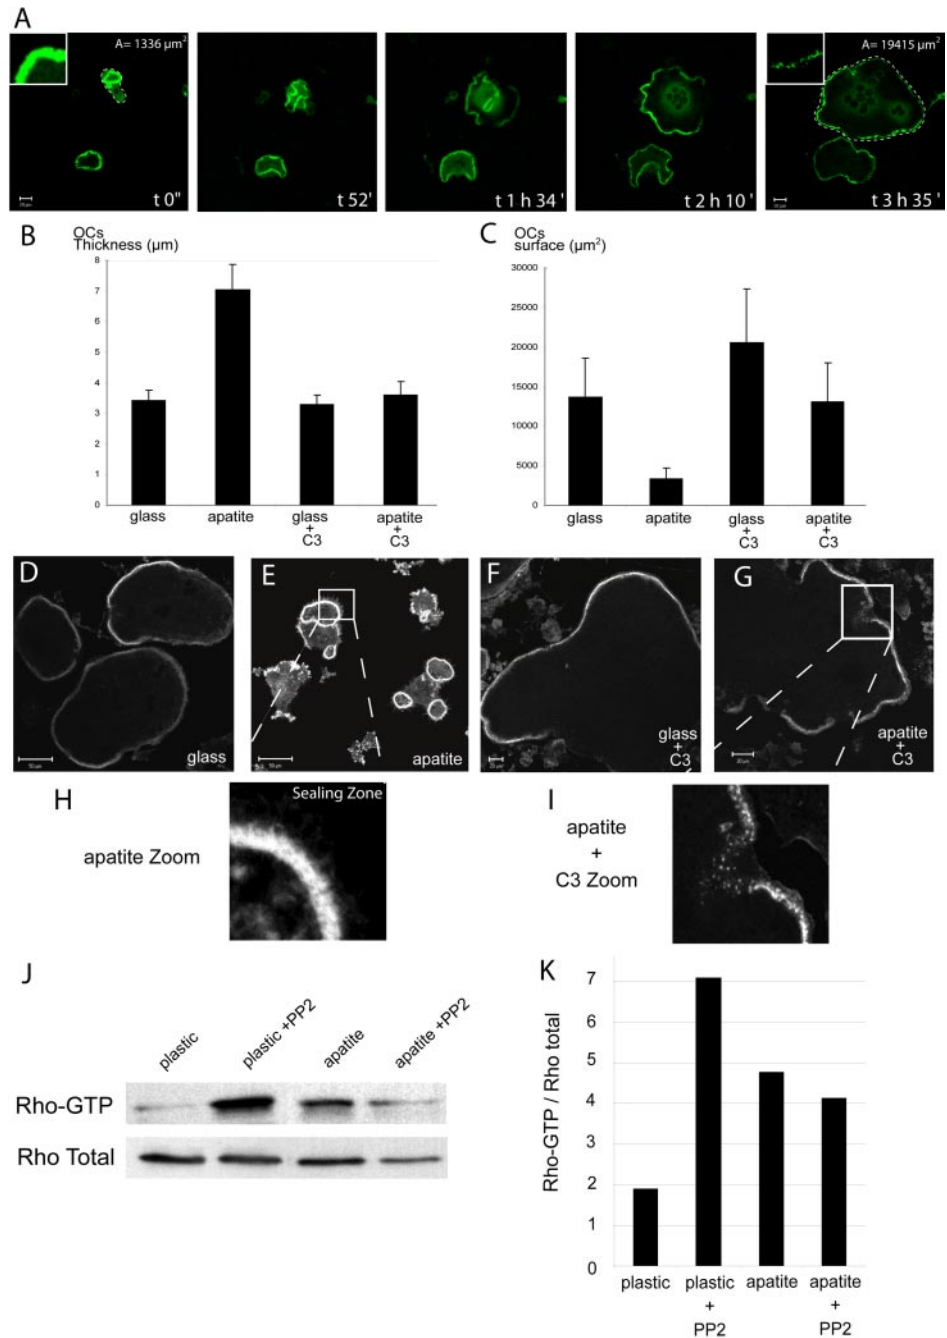 A
A= 1336 µm²
t 0"
t 52'
t 1 h 34 '
t 2 h 10'
A= 19415 µm²
t 3 h 35 '
B
OCs
Thickness (µm)
8
7
6
5
4
3
2
1
0
glass
apatite
glass
+
C3
apatite
+
C3
C
OCs
surface (µm²)
30000
25000
20000
15000
10000
5000
0
glass
apatite
glass
+
C3
apatite
+
C3
D
glass
E
apatite
F
glass
+
C3
G
apatite
+
C3
H
apatite Zoom
Sealing Zone
I
apatite
+
C3 Zoom
J
plastic
plastic +PP2
apatite
apatite +PP2
Rho-GTP
Rho Total
K
Rho-GTP / Rho total
7
6
5
4
3
2
1
0
plastic
plastic
+
PP2
apatite
apatite
+
PP2